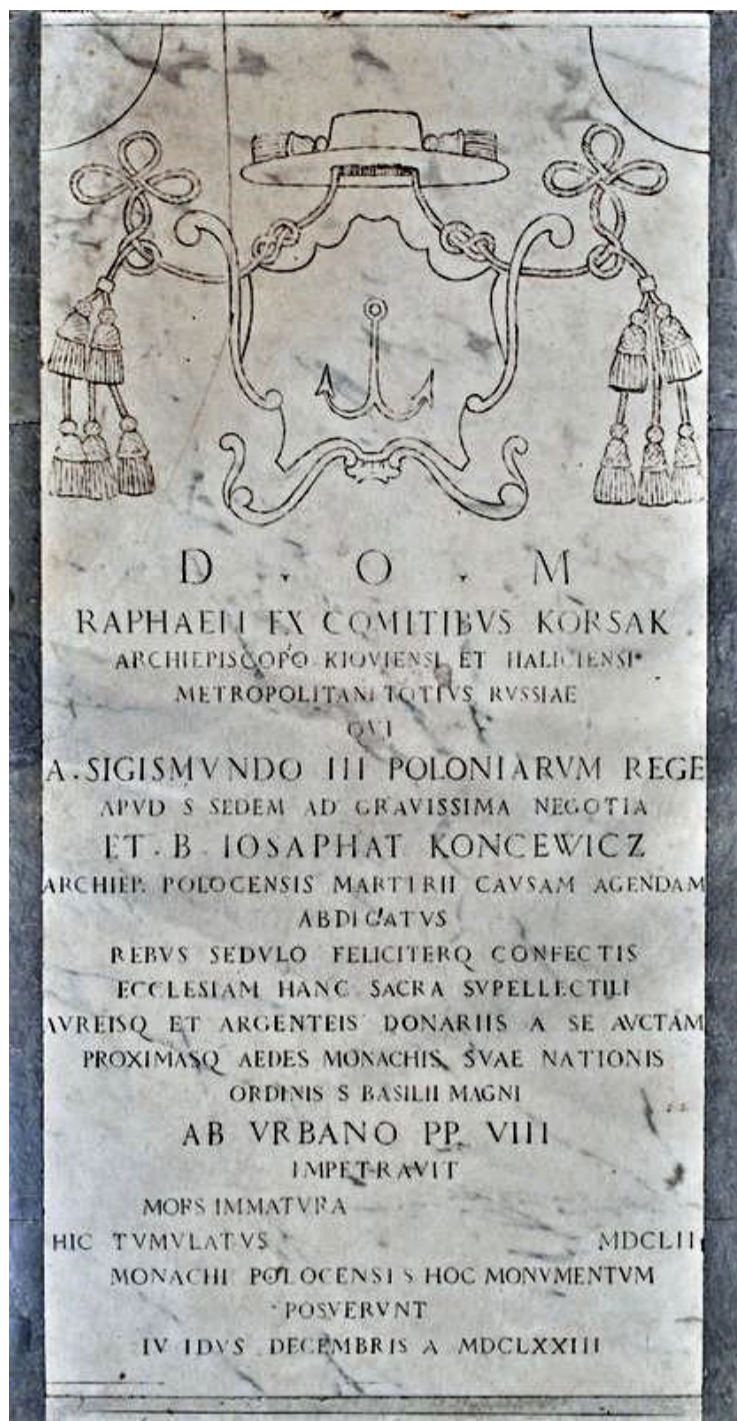 D . O . M
RAPHAELI EX COMITIBVS KORSAK
ARCHIEPISCOPO KIOVIENSI ET HALICIENSI
METROPOLITANI TOTIVS RVSSIAE
QVI
A . SIGISMVNDO III POLONIARVM REGE
APVD S SEDEM AD GRAVISSIMA NEGOTIA
ET . B IOSAPHAT KONCEWICZ
ARCHIEP. POLOCENSIS MARTIRII CAVSAM AGENDAM
ABDICATVS
REBVS SEDVLO FELICITERQ CONFECTIS
ECCLESIAM HANC SACRA SVPELLECTILI
AVREISQ ET ARGENTEIS DONARIIS A SE AVCTAM
PROXIMASQ AEDES MONACHIS SVAE NATIONIS
ORDINIS S BASILII MAGNI
AB VRBANO PP. VIII
IMPETRAVIT
MORS IMMATVRA
HIC TVMVLATVS MDCLII
MONACHI POLOCENSIS HOC MONVMENTVM
POSVERVNT
IV IDVS DECEMBRIS A MDCLXXIII